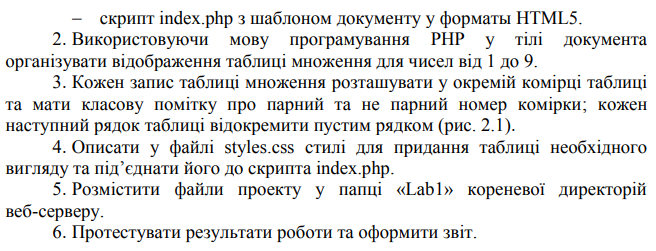 – скрипт index.php з шаблоном документу у форматы HTML5.
2. Використовуючи мову програмування PHP у тілі документа
організувати відображення таблиці множення для чисел від 1 до 9.
3. Кожен запис таблиці множення розташувати у окремій комірці таблиці
та мати класову помітку про парний та не парний номер комірки; кожен
наступний рядок таблиці відокремити пустим рядком (рис. 2.1).
4. Описати у файлі styles.css стилі для придання таблиці необхідного
вигляду та під’єднати його до скрипта index.php.
5. Розмістити файли проекту у папці «Lab1» кореневої директорій
веб-серверу.
6. Протестувати результати роботи та оформити звіт.